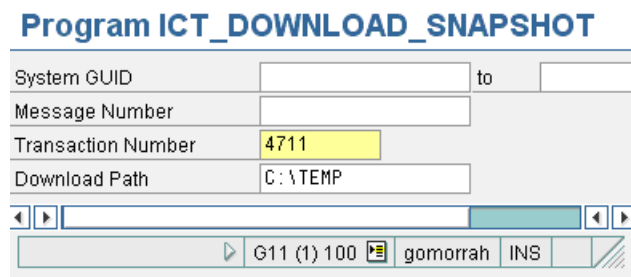 Program ICT_DOWNLOAD_SNAPSHOT
System GUID to
Message Number
Transaction Number 4711
Download Path C:\TEMP
G11 (1) 100 gomorrah INS